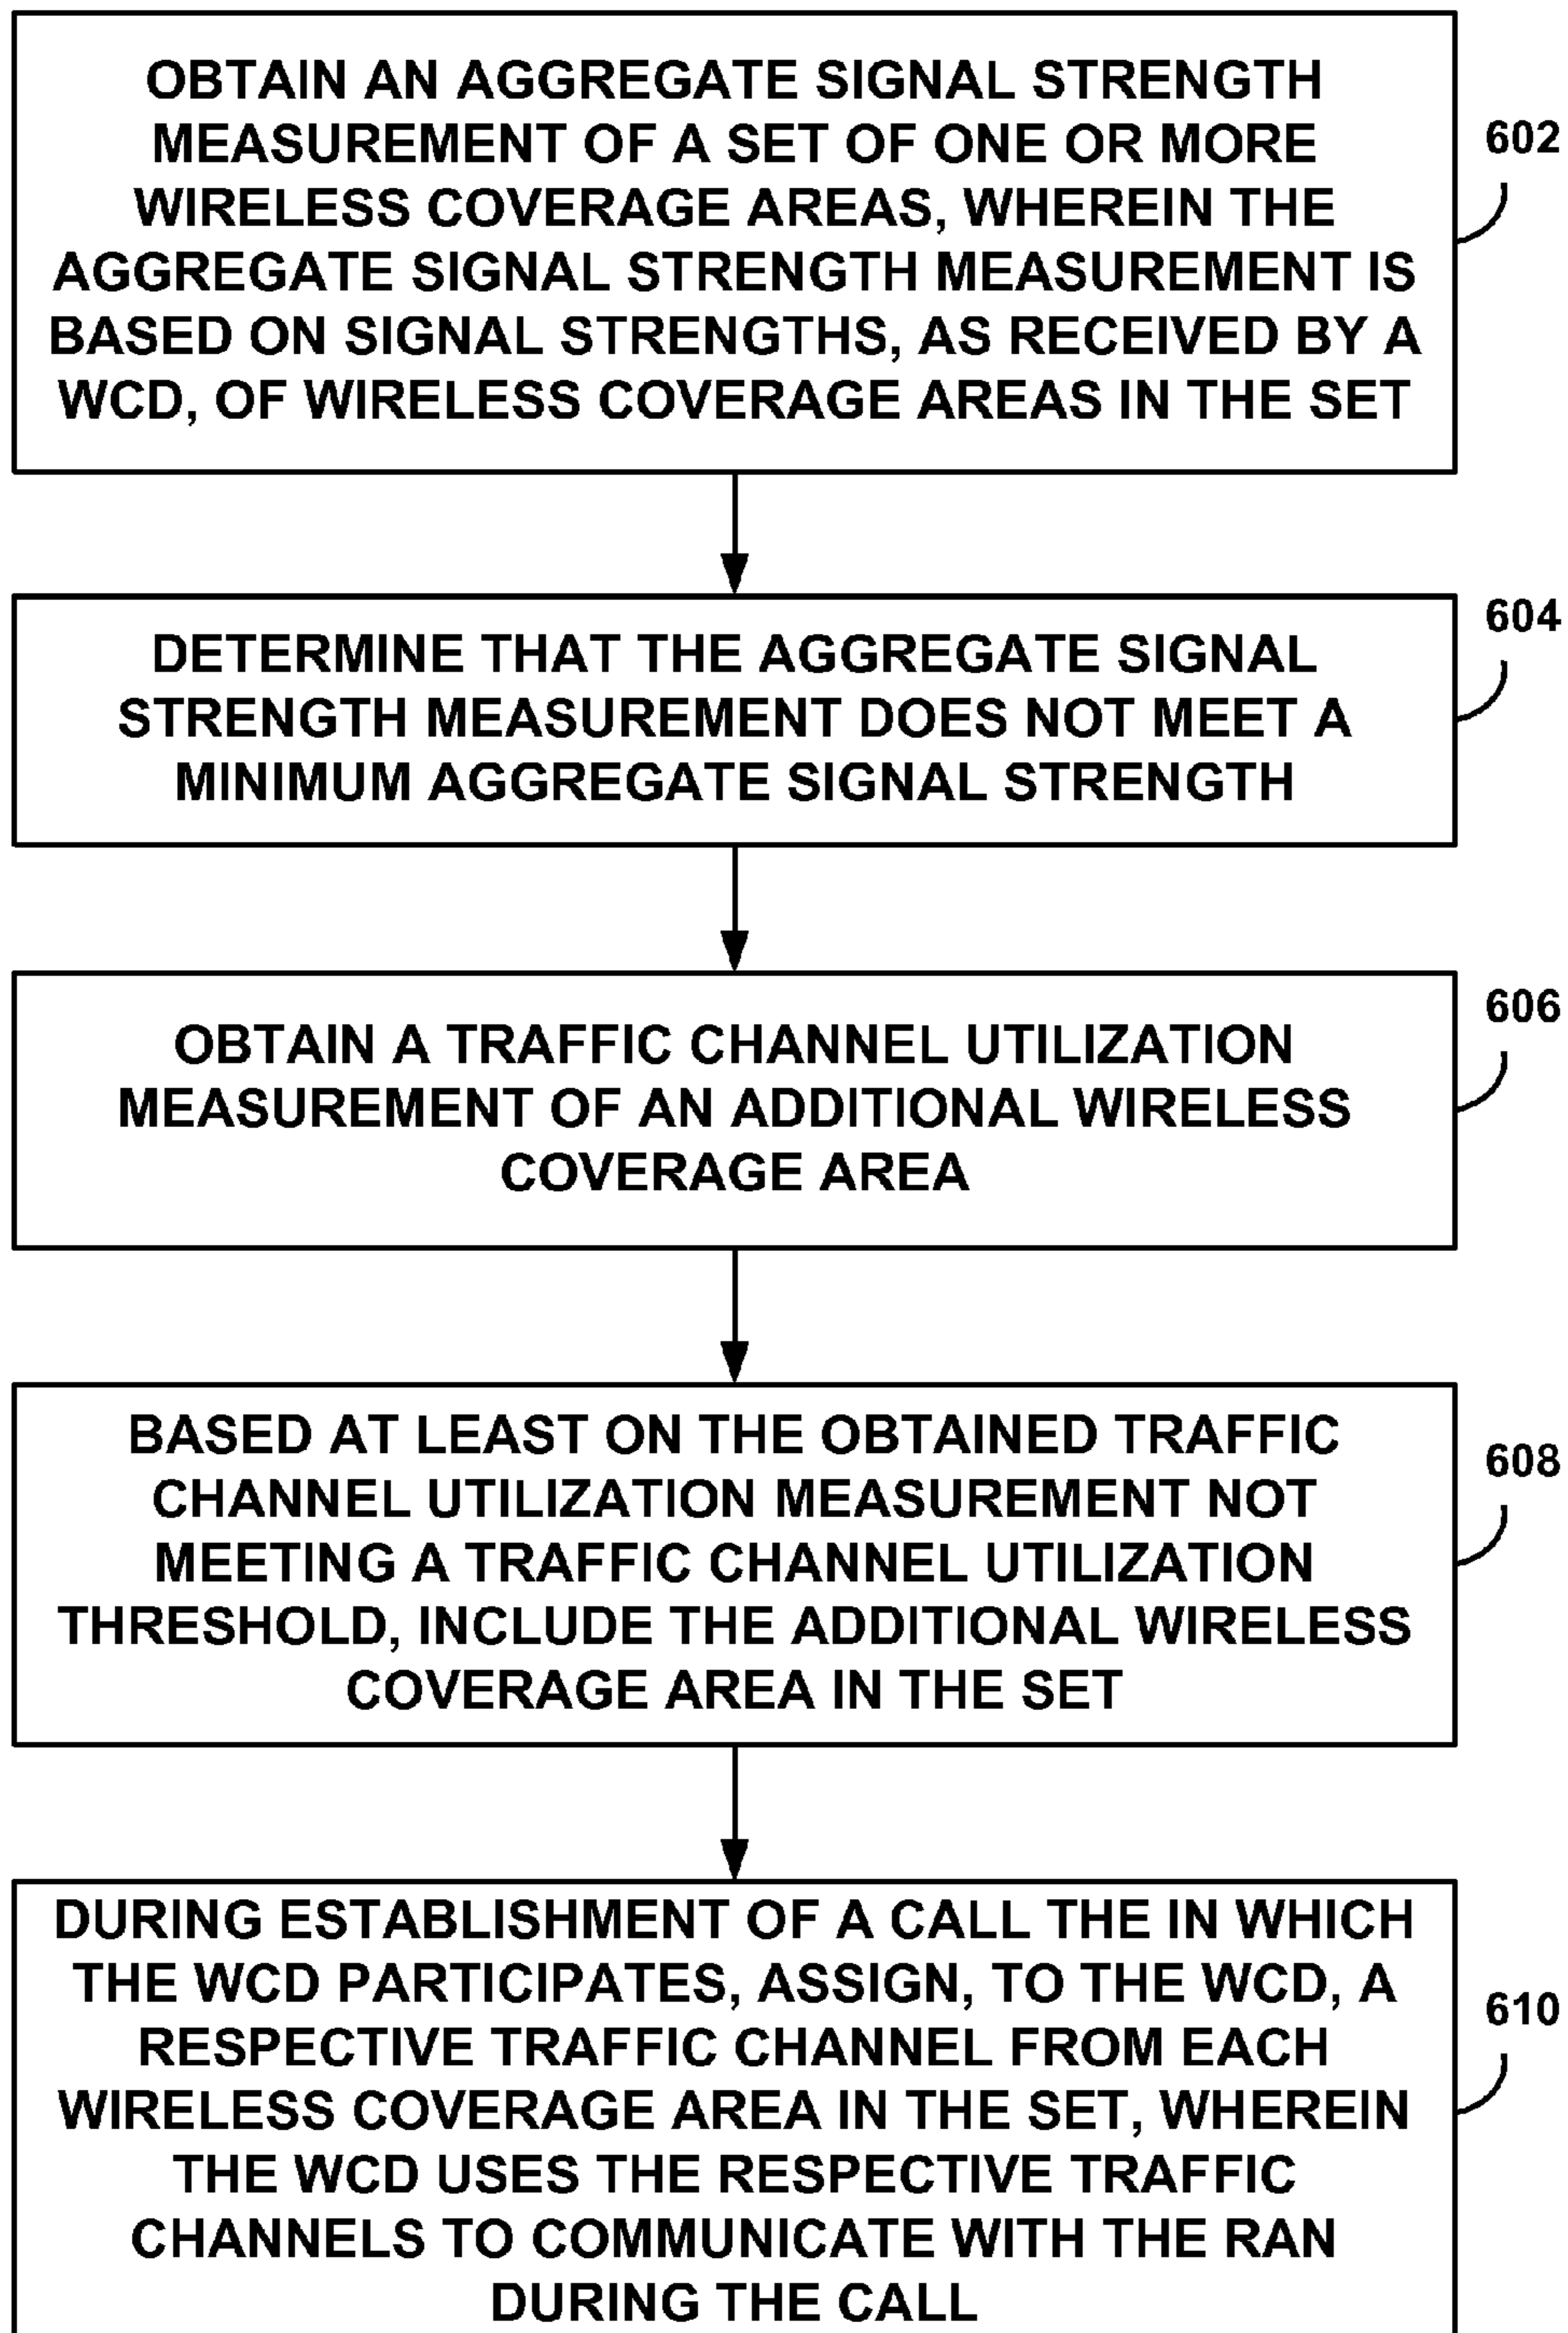 OBTAIN AN AGGREGATE SIGNAL STRENGTH
MEASUREMENT OF A SET OF ONE OR MORE
WIRELESS COVERAGE AREAS, WHEREIN THE
AGGREGATE SIGNAL STRENGTH MEASUREMENT IS
BASED ON SIGNAL STRENGTHS, AS RECEIVED BY A
WCD, OF WIRELESS COVERAGE AREAS IN THE SET
602
DETERMINE THAT THE AGGREGATE SIGNAL
STRENGTH MEASUREMENT DOES NOT MEET A
MINIMUM AGGREGATE SIGNAL STRENGTH
604
OBTAIN A TRAFFIC CHANNEL UTILIZATION
MEASUREMENT OF AN ADDITIONAL WIRELESS
COVERAGE AREA
606
BASED AT LEAST ON THE OBTAINED TRAFFIC
CHANNEL UTILIZATION MEASUREMENT NOT
MEETING A TRAFFIC CHANNEL UTILIZATION
THRESHOLD, INCLUDE THE ADDITIONAL WIRELESS
COVERAGE AREA IN THE SET
608
DURING ESTABLISHMENT OF A CALL THE IN WHICH
THE WCD PARTICIPATES, ASSIGN, TO THE WCD, A
RESPECTIVE TRAFFIC CHANNEL FROM EACH
WIRELESS COVERAGE AREA IN THE SET, WHEREIN
THE WCD USES THE RESPECTIVE TRAFFIC
CHANNELS TO COMMUNICATE WITH THE RAN
DURING THE CALL
610